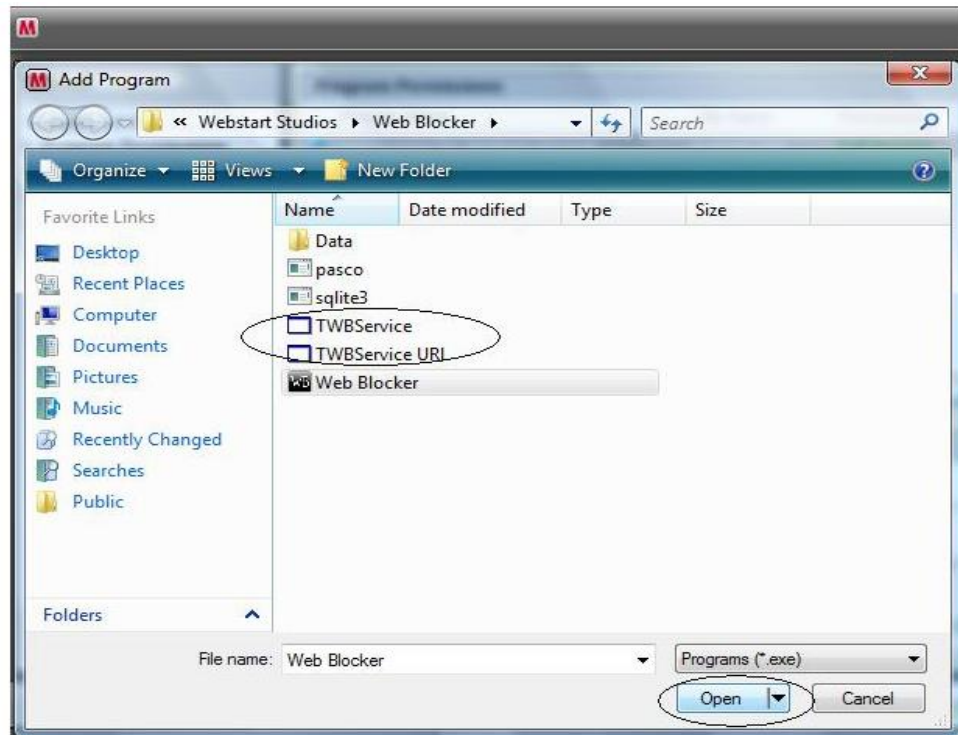 Add Program
« Webstart Studios Web Blocker
Search
Organize Views New Folder
Favorite Links
Desktop
Recent Places
Computer
Documents
Pictures
Music
Recently Changed
Searches
Public
Folders
Name Date modified Type Size
Data
pasco
sqlite3
TWBService
TWBService URL
WB Web Blocker
File name: Web Blocker
Programs (*.exe)
Open Cancel